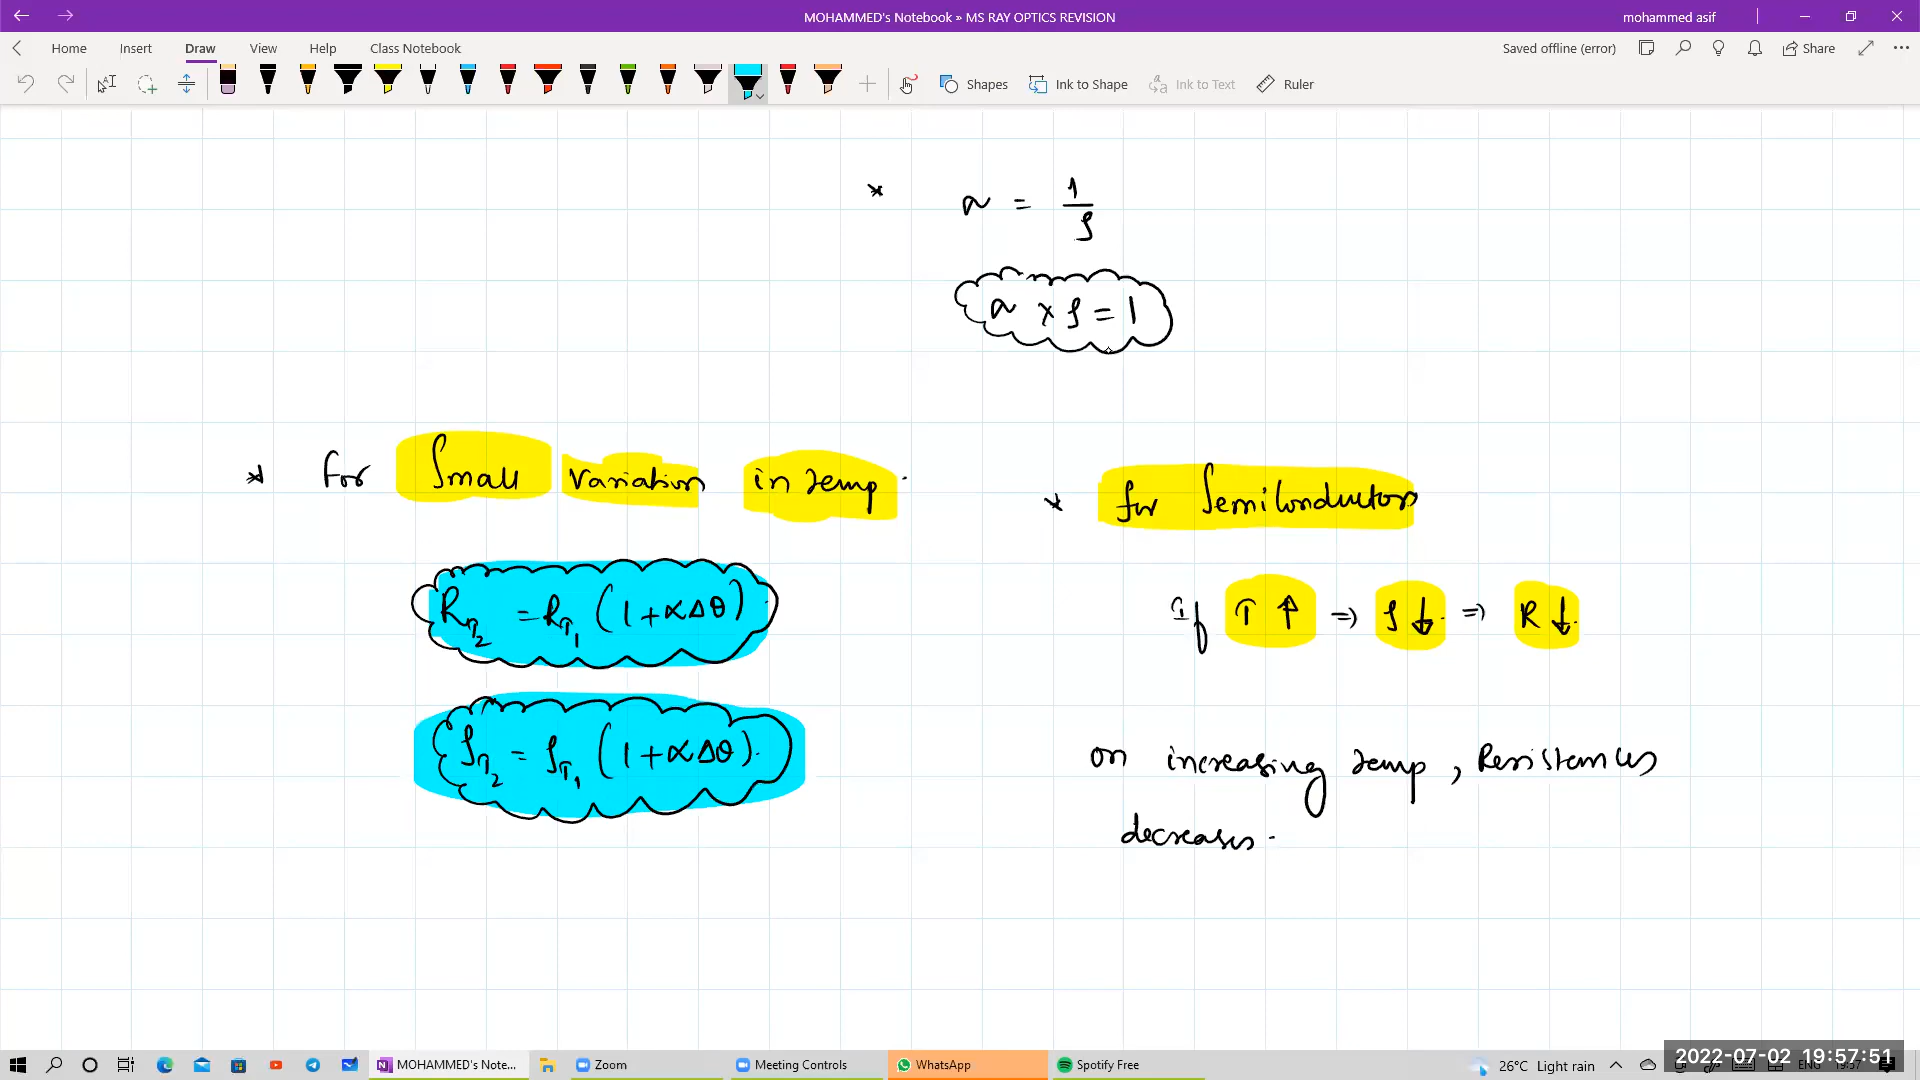 MOHAMMED's Notebook » MS RAY OPTICS REVISION
mohammed asif
Home Insert Draw View Help Class Notebook
Saved offline (error)
Share
Shapes
Ink to Shape
Ink to Text
Ruler
* σ = 1/ρ
σ × ρ = 1
* For Small Variation in temp.
R_T₂ = R_T₁ (1 + α Δθ)
ρ_T₂ = ρ_T₁ (1 + α Δθ).
* for Semiconductors
If T ↑ ⇒ ρ ↓. ⇒ R ↓.
on increasing temp, Resistances
decreases.
MOHAMMED's Note...
Zoom
Meeting Controls
WhatsApp
Spotify Free
26°C Light rain
2022-07-02 19:57:51